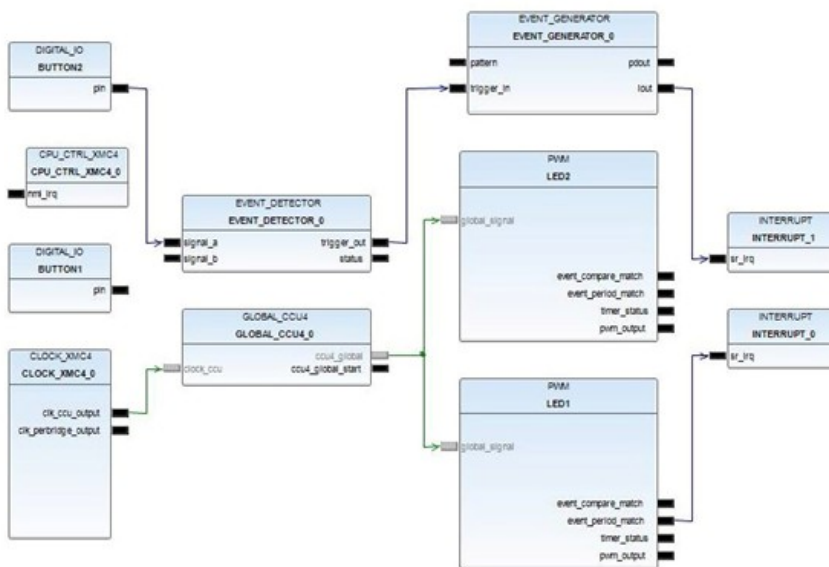 DIGITAL_IO
BUTTON2
pin
CPU_CTRL_XMC4
CPU_CTRL_XMC4_0
nmi_irq
DIGITAL_IO
BUTTON1
pin
CLOCK_XMC4
CLOCK_XMC4_0
clk_ccu_output
clk_perbridge_output
EVENT_DETECTOR
EVENT_DETECTOR_0
signal_a trigger_out
signal_b status
GLOBAL_CCU4
GLOBAL_CCU4_0
ccu4_global
clock_ccu ccu4_global_start
EVENT_GENERATOR
EVENT_GENERATOR_0
pattern pdout
trigger_in iout
PWM
LED2
global_signal
event_compare_match
event_period_match
timer_status
pwm_output
PWM
LED1
global_signal
event_compare_match
event_period_match
timer_status
pwm_output
INTERRUPT
INTERRUPT_1
sr_irq
INTERRUPT
INTERRUPT_0
sr_irq